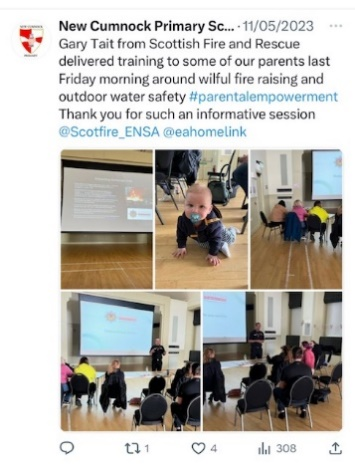 New Cumnock Primary Sc... · 11/05/2023 ...
Gary Tait from Scottish Fire and Rescue
delivered training to some of our parents last
Friday morning around wilful fire raising and
outdoor water safety #parentalempowerment
Thank you for such an informative session
@Scotfire_ENSA @eahomelink
1 4 308